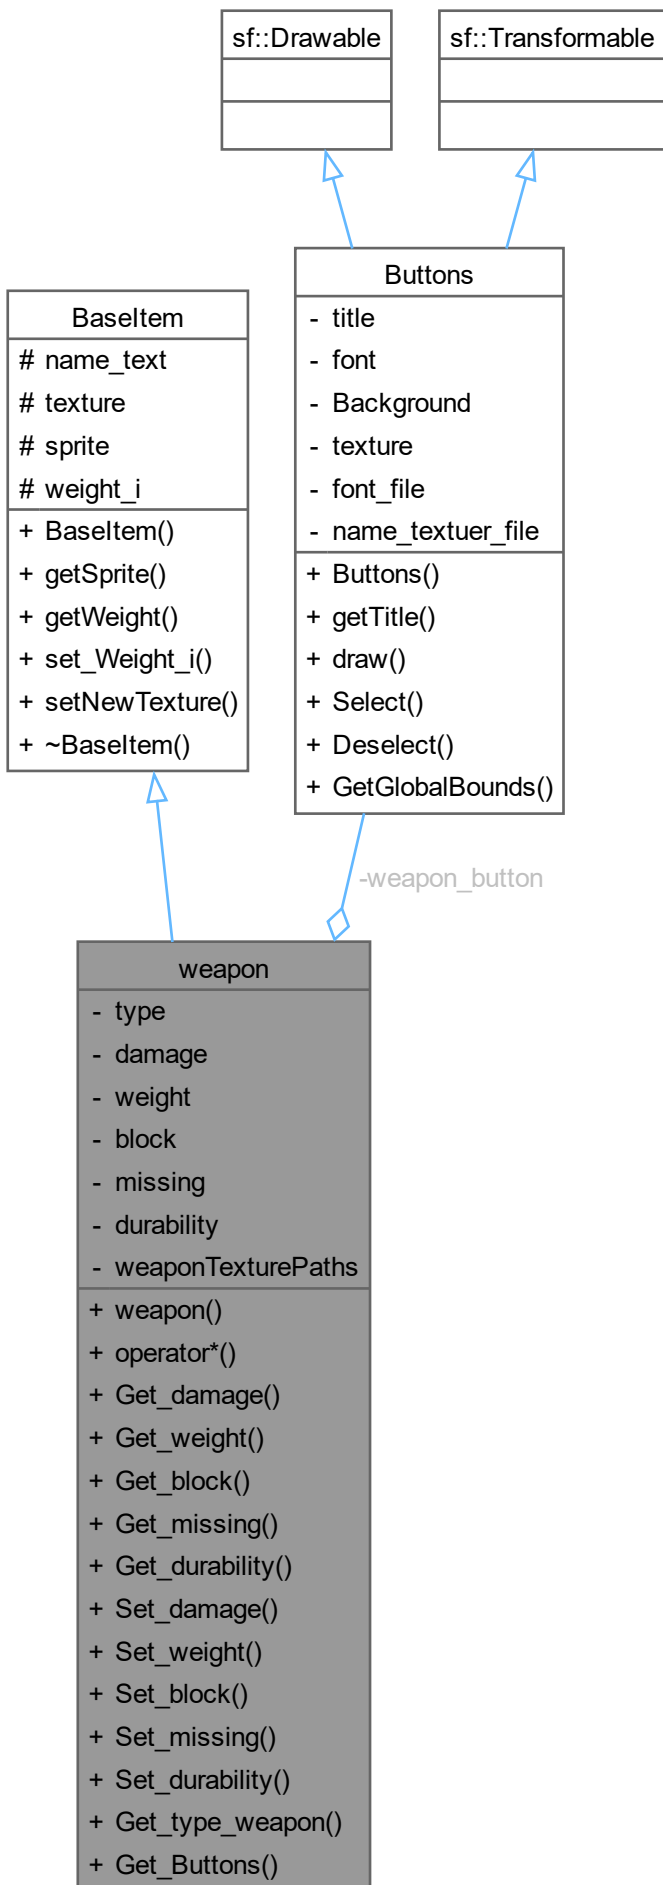 sf::Drawable
sf::Transformable
Buttons
- title
- font
- Background
- texture
- font_file
- name_textuer_file
+ Buttons()
+ getTitle()
+ draw()
+ Select()
+ Deselect()
+ GetGlobalBounds()
BaseItem
# name_text
# texture
# sprite
# weight_i
+ BaseItem()
+ getSprite()
+ getWeight()
+ set_Weight_i()
+ setNewTexture()
+ ~BaseItem()
-weapon_button
weapon
- type
- damage
- weight
- block
- missing
- durability
- weaponTexturePaths
+ weapon()
+ operator*()
+ Get_damage()
+ Get_weight()
+ Get_block()
+ Get_missing()
+ Get_durability()
+ Set_damage()
+ Set_weight()
+ Set_block()
+ Set_missing()
+ Set_durability()
+ Get_type_weapon()
+ Get_Buttons()